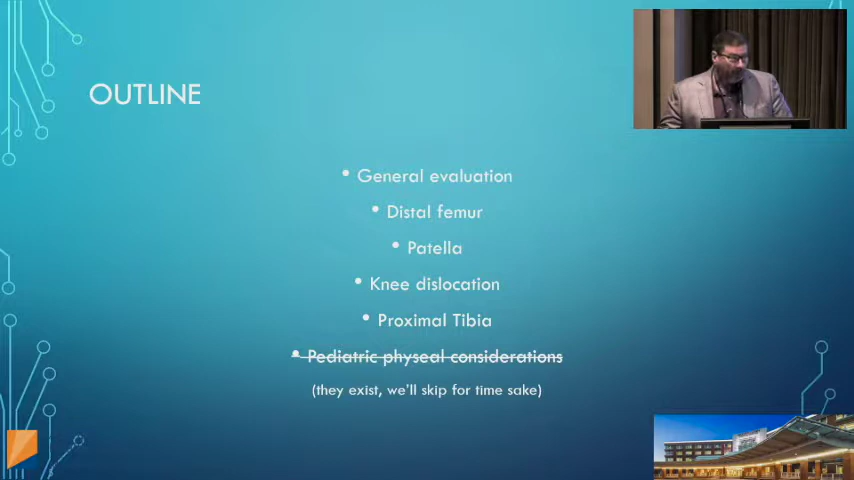 OUTLINE
• General evaluation
• Distal femur
• Patella
• Knee dislocation
• Proximal Tibia
• Pediatric physeal considerations
(they exist, we'll skip for time sake)